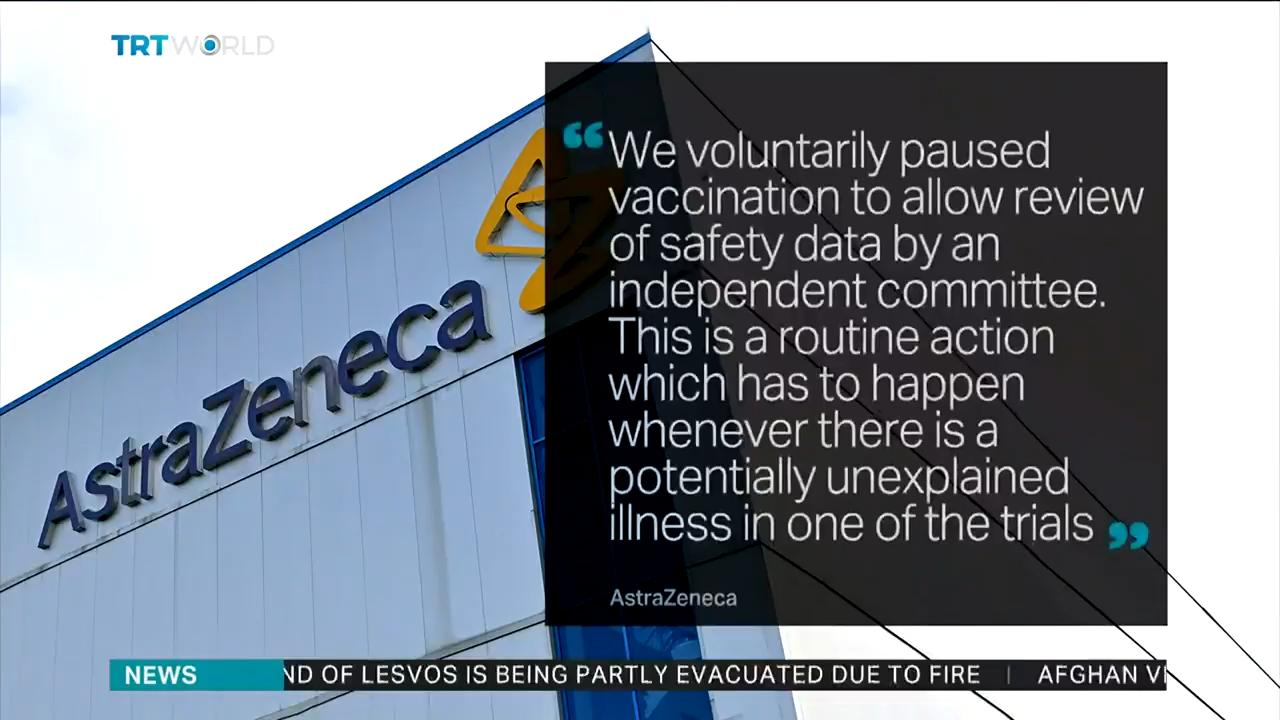 TRT WORLD
“We voluntarily paused
vaccination to allow review
of safety data by an
independent committee.
This is a routine action
which has to happen
whenever there is a
potentially unexplained
illness in one of the trials”
AstraZeneca
AstraZeneca
NEWS
ND OF LESVOS IS BEING PARTLY EVACUATED DUE TO FIRE | AFGHAN